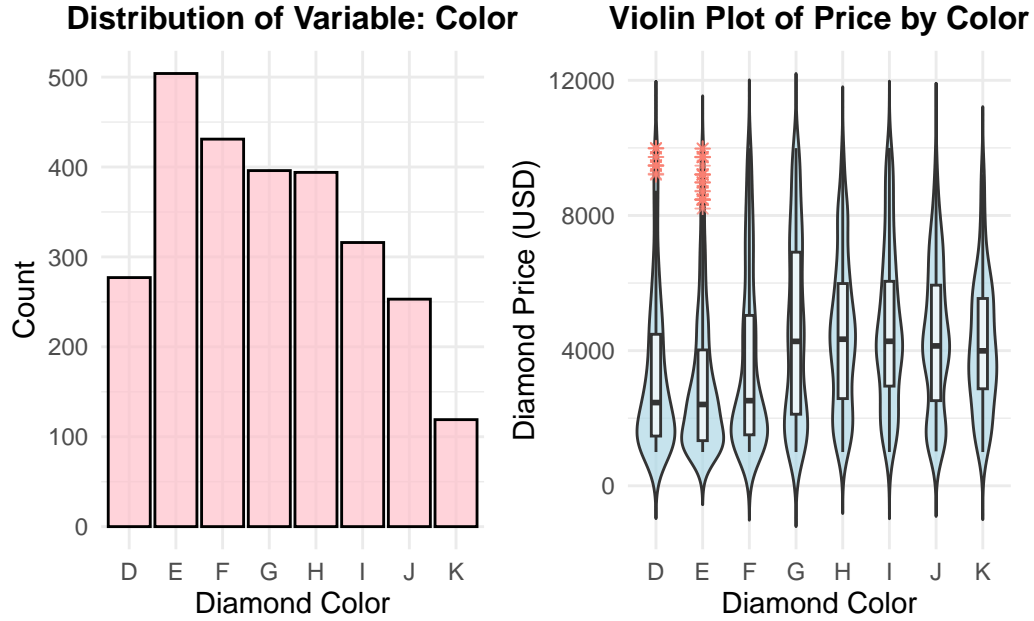 Distribution of Variable: Color
Count
500
400
300
200
100
0
D E F G H I J K
Diamond Color
Violin Plot of Price by Color
Diamond Price (USD)
12000
8000
4000
0
D E F G H I J K
Diamond Color